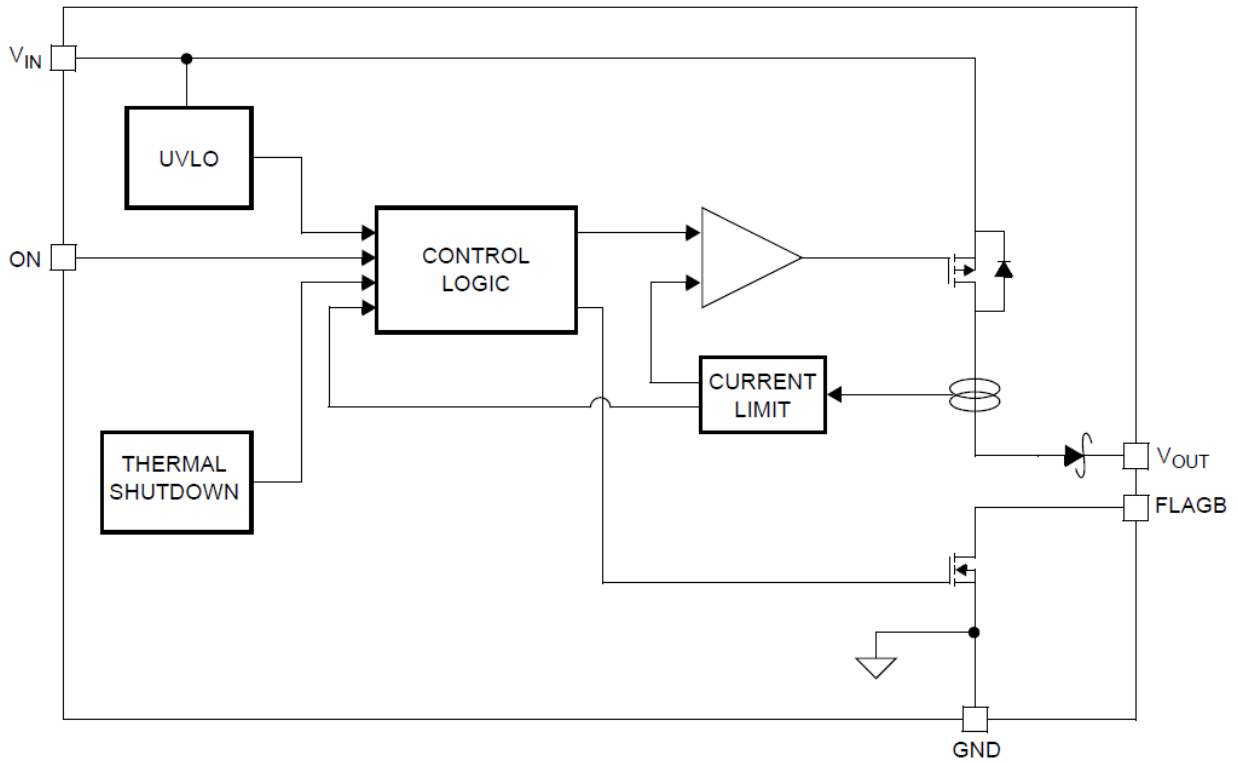 VIN
UVLO
ON
CONTROL
LOGIC
CURRENT
LIMIT
THERMAL
SHUTDOWN
VOUT
FLAGB
GND